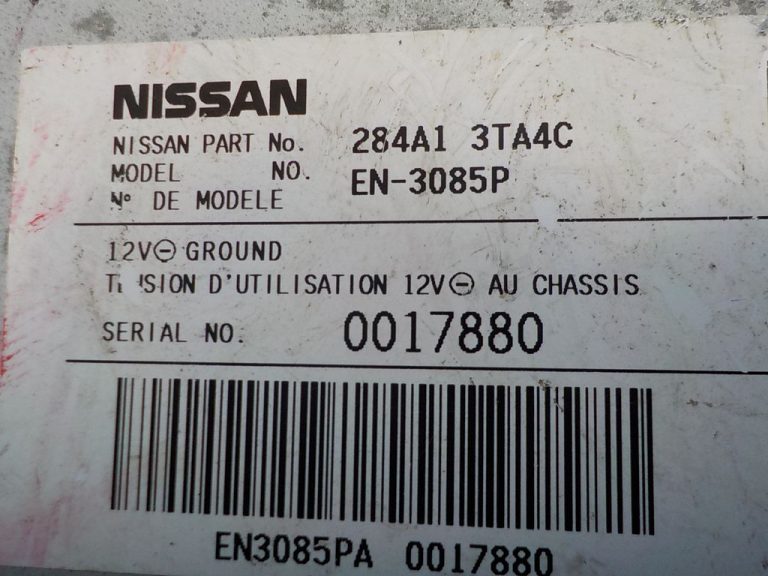 NISSAN
NISSAN PART No. 284A1 3TA4C
MODEL NO. EN-3085P
N° DE MODELE
12V⊖ GROUND
D'UTILISATION 12V⊖ AU CHASSIS
SERIAL NO. 0017880
EN3085PA 0017880